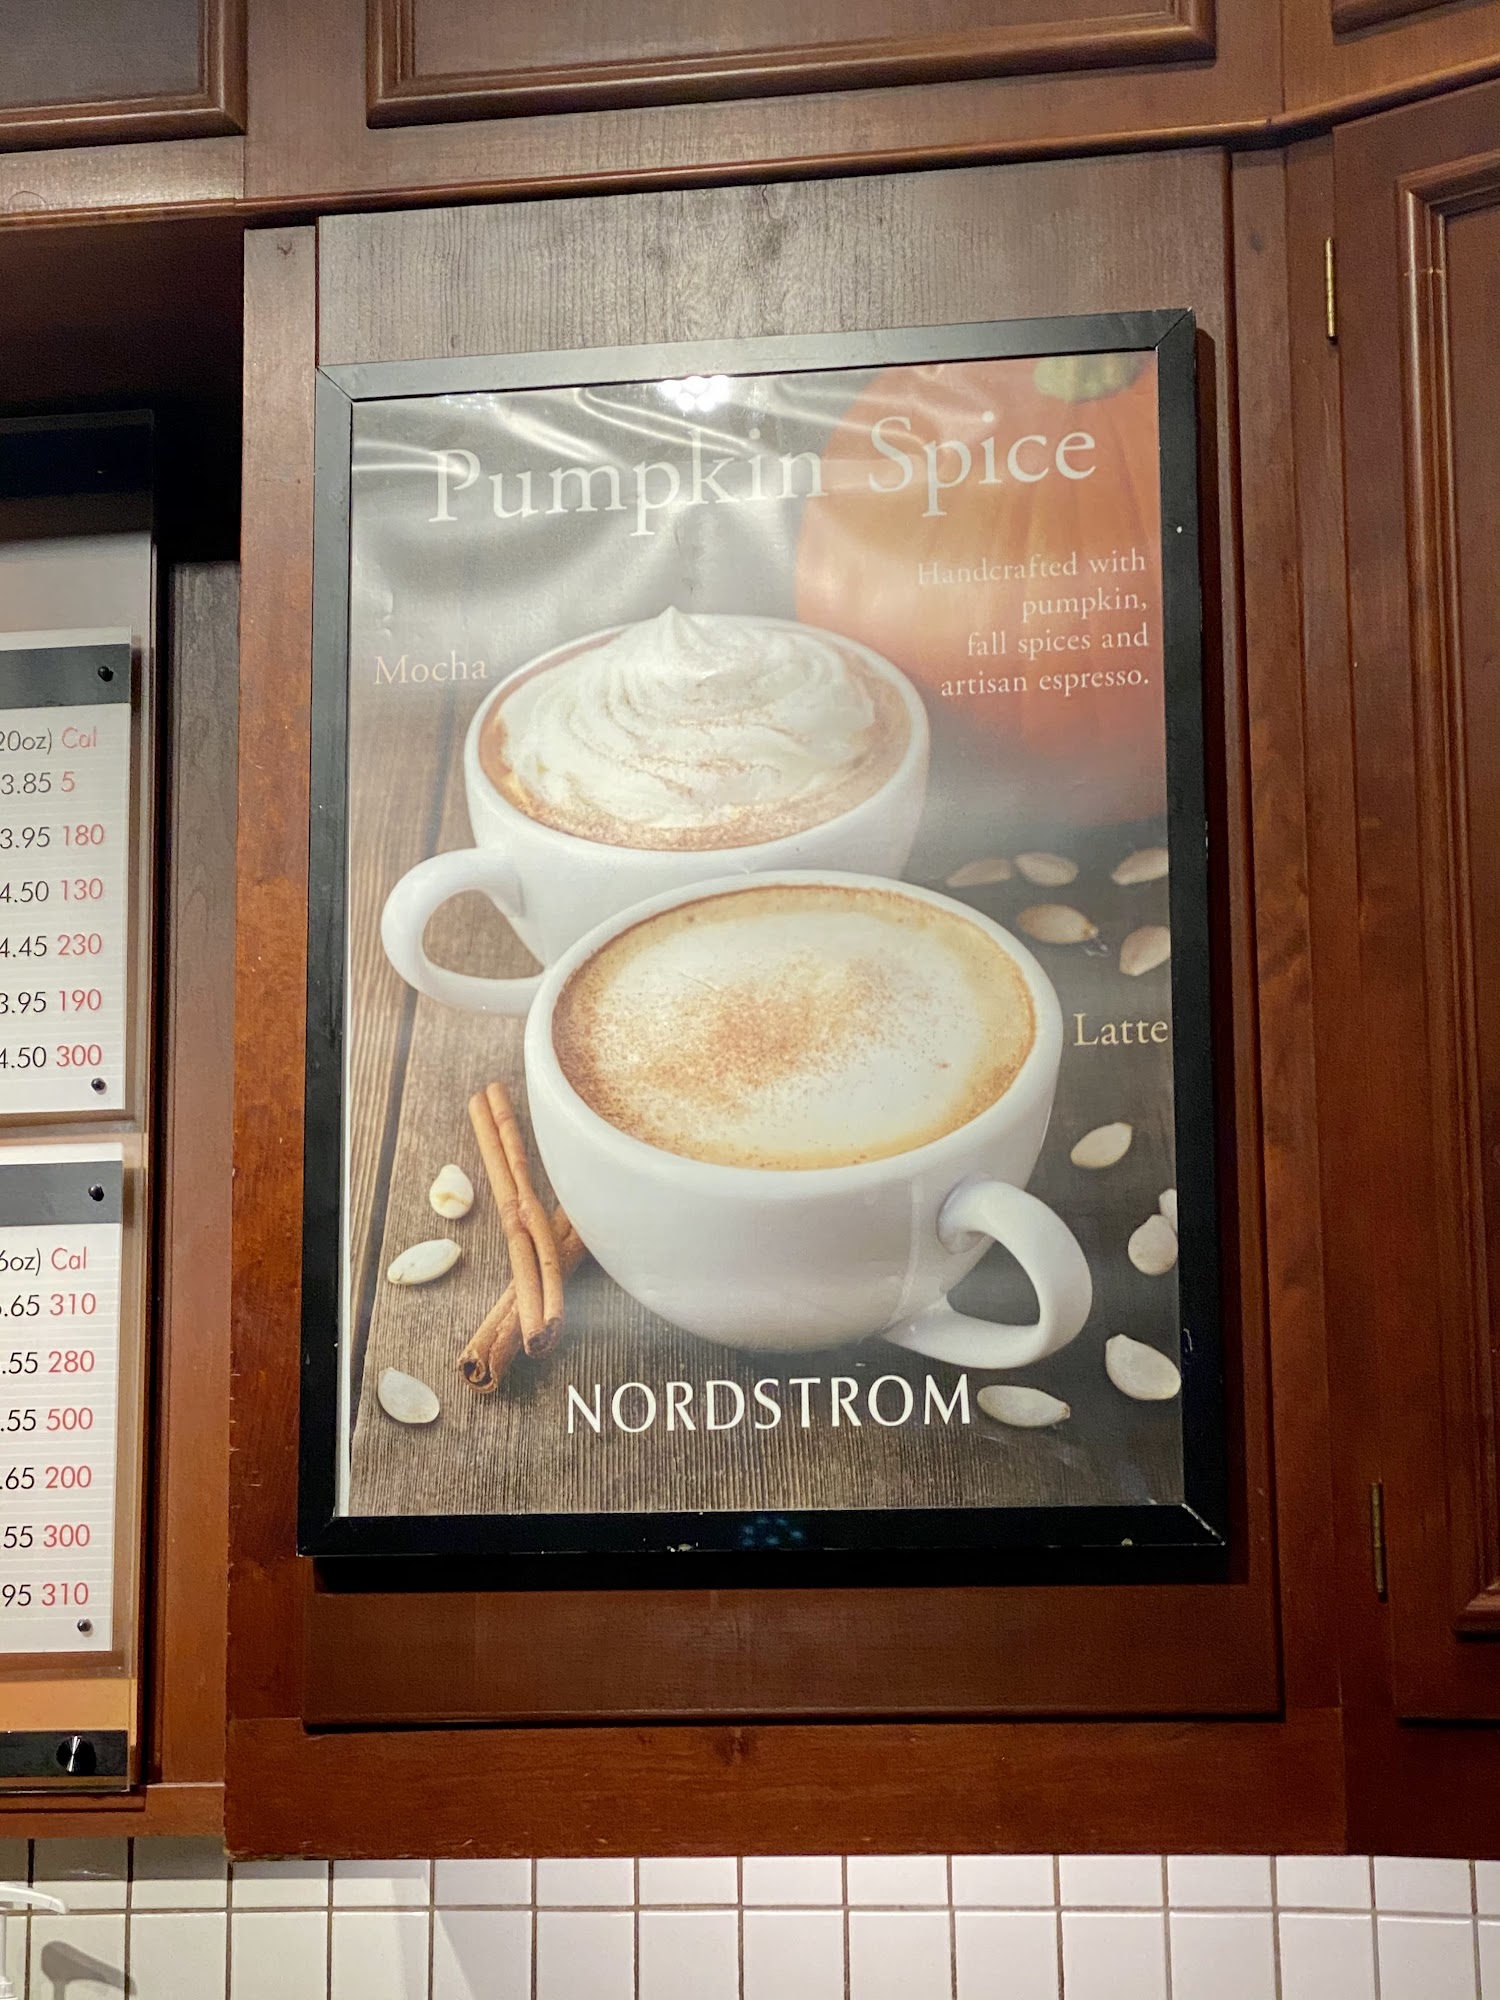 20oz) Cal
3.85 5
3.95 180
4.50 130
4.45 230
3.95 190
4.50 300
6oz) Cal
.65 310
.55 280
.55 500
.65 200
.55 300
95 310
Pumpkin Spice
Handcrafted with
pumpkin,
fall spices and
artisan espresso.
Mocha
Latte
NORDSTROM